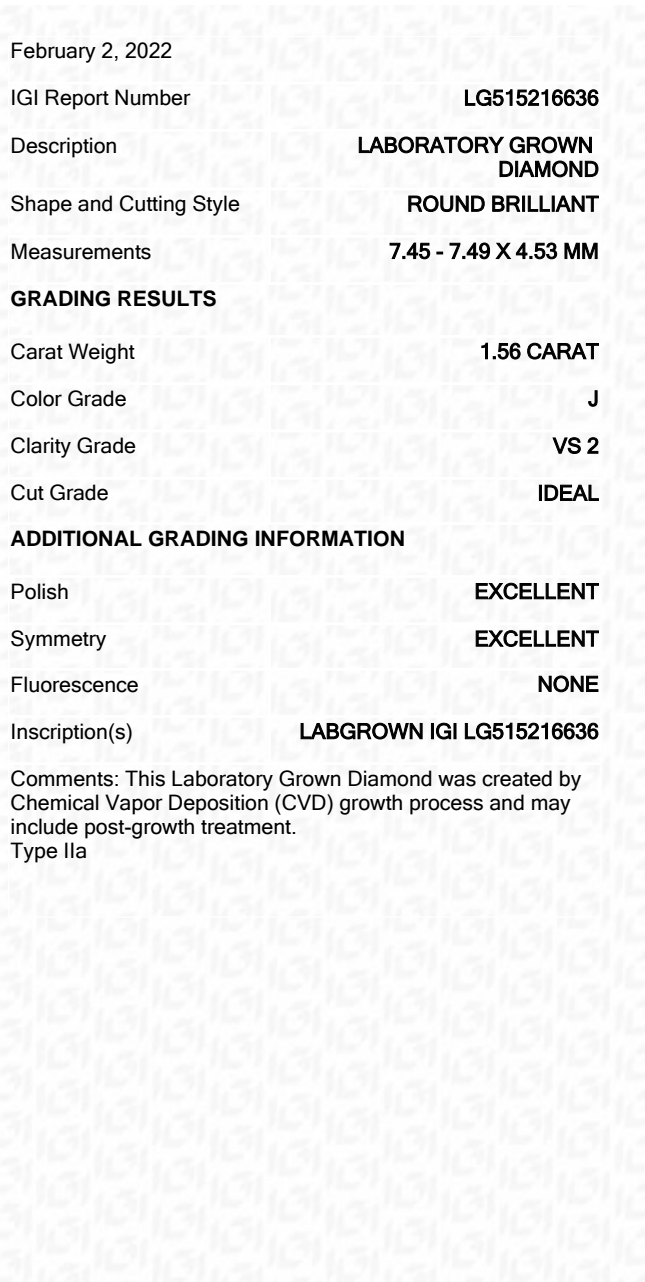 February 2, 2022
IGI Report Number LG515216636
Description LABORATORY GROWN
DIAMOND
Shape and Cutting Style ROUND BRILLIANT
Measurements 7.45 - 7.49 X 4.53 MM
GRADING RESULTS
Carat Weight 1.56 CARAT
Color Grade J
Clarity Grade VS 2
Cut Grade IDEAL
ADDITIONAL GRADING INFORMATION
Polish EXCELLENT
Symmetry EXCELLENT
Fluorescence NONE
Inscription(s) LABGROWN IGI LG515216636
Comments: This Laboratory Grown Diamond was created by
Chemical Vapor Deposition (CVD) growth process and may
include post-growth treatment.
Type IIa